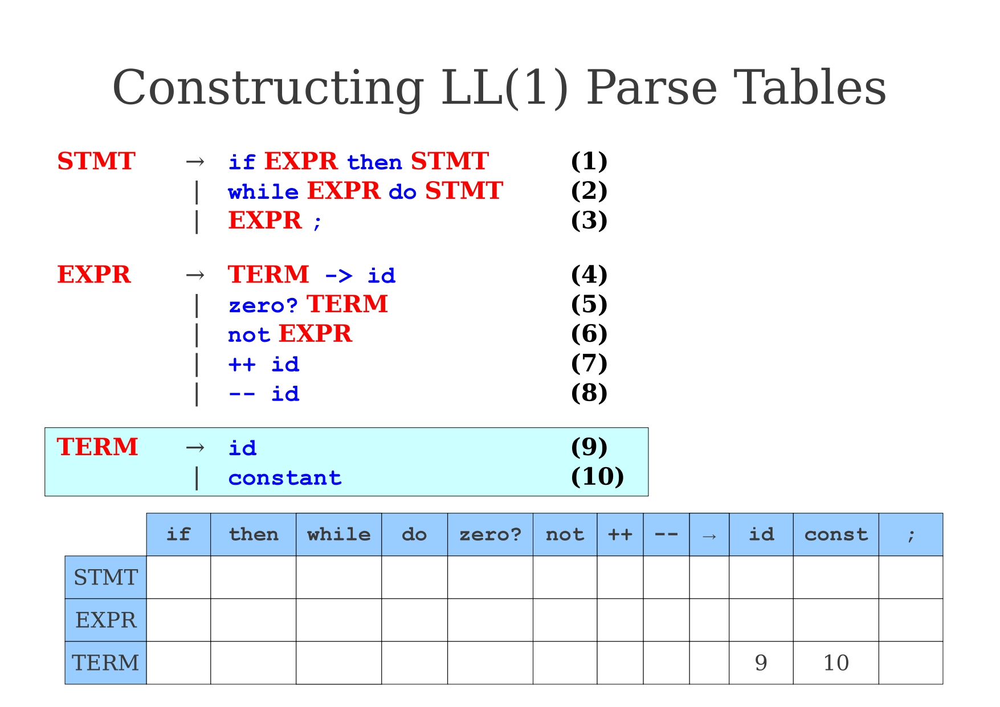 Constructing LL(1) Parse Tables
STMT → if EXPR then STMT (1)
| while EXPR do STMT (2)
| EXPR ; (3)
EXPR → TERM -> id (4)
| zero? TERM (5)
| not EXPR (6)
| ++ id (7)
| -- id (8)
TERM → id (9)
| constant (10)
if then while do zero? not ++ -- → id const ;
STMT
EXPR
TERM 9 10